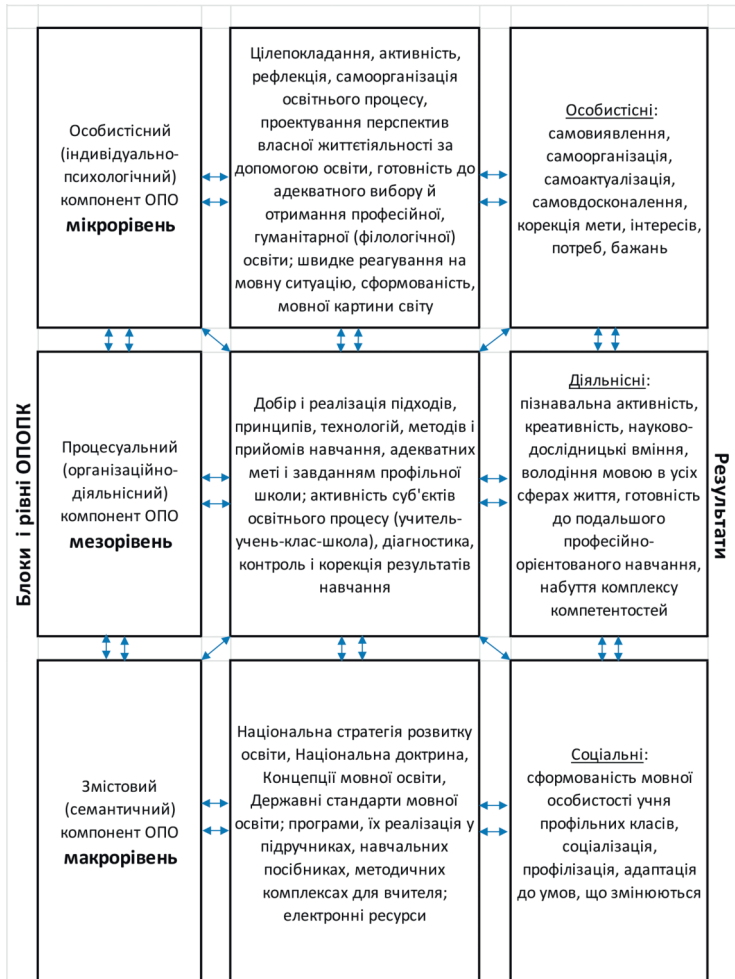 Блоки і рівні ОПОПК
Особистісний
(індивідуально-
психологічний)
компонент ОПО
мікрорівень
Цілепокладання, активність,
рефлекція, самоорганізація
освітнього процесу,
проектування перспектив
власної життєтіяльності за
допомогою освіти, готовність до
адекватного вибору й
отримання професійної,
гуманітарної (філологічної)
освіти; швидке реагування на
мовну ситуацію, сформованість,
мовної картини світу
Особистісні:
самовиявлення,
самоорганізація,
самоактуалізація,
самовдосконалення,
корекція мети, інтересів,
потреб, бажань
Процесуальний
(організаційно-
діяльнісний)
компонент ОПО
мезорівень
Добір і реалізація підходів,
принципів, технологій, методів і
прийомів навчання, адекватних
меті і завданням профільної
школи; активність суб'єктів
освітнього процесу (учитель-
учень-клас-школа), діагностика,
контроль і корекція результатів
навчання
Діяльнісні:
пізнавальна активність,
креативність, науково-
дослідницькі вміння,
володіння мовою в усіх
сферах життя, готовність
до подальшого
професійно-
орієнтованого навчання,
набуття комплексу
компетентостей
Змістовий
(семантичний)
компонент ОПО
макрорівень
Національна стратегія розвитку
освіти, Національна доктрина,
Концепції мовної освіти,
Державні стандарти мовної
освіти; програми, їх реалізація у
підручниках, навчальних
посібниках, методичних
комплексах для вчителя;
електронні ресурси
Соціальні:
сформованість мовної
особистості учня
профільних класів,
соціалізація,
профілізація, адаптація
до умов, що змінюються
Результати